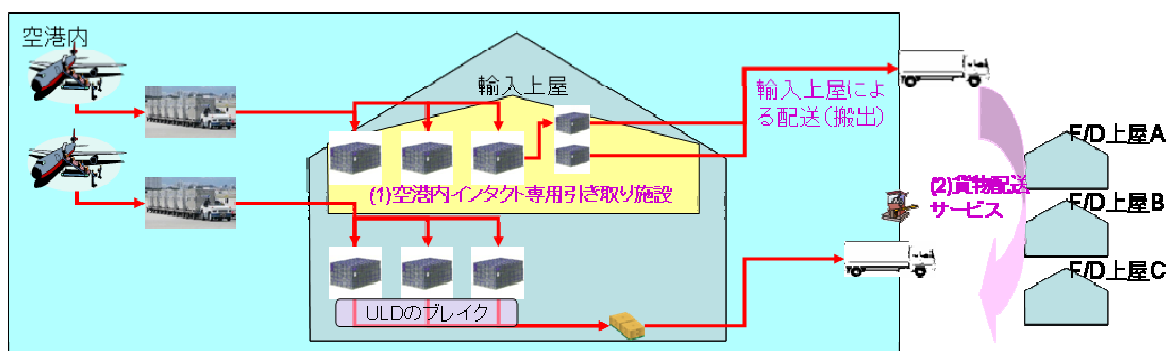 空港内
輸入上屋
輸入上屋によ
る配送(搬出)
(1)空港内インタクト専用引き取り施設
ULDのブレイク
(2)貨物配送
サービス
F/D上屋A
F/D上屋B
F/D上屋C